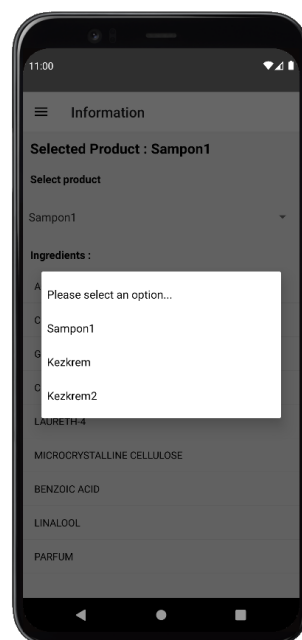 11:00
Information
Selected Product : Sampon1
Select product
Sampon1
Ingredients :
A
C
G
C
Please select an option...
Sampon1
Kezkrem
Kezkrem2
LAURETH-4
MICROCRYSTALLINE CELLULOSE
BENZOIC ACID
LINALOOL
PARFUM